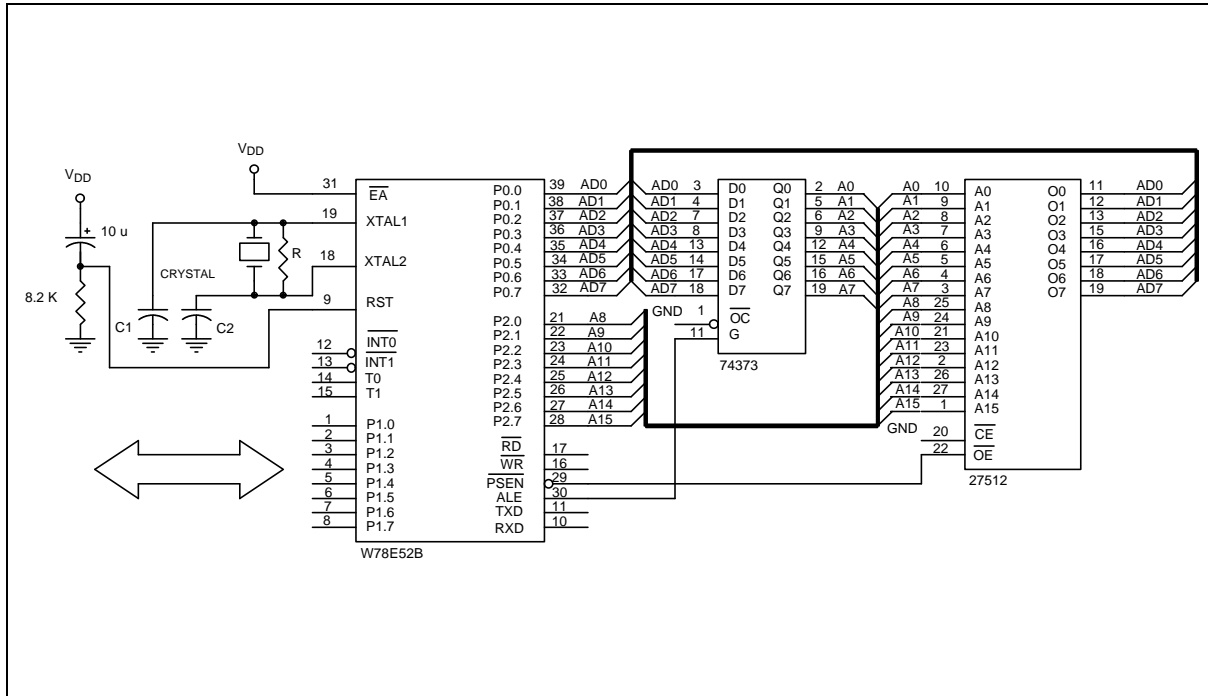 VDD
10 u
8.2 K
VDD
CRYSTAL
R
C1
C2
31
19
18
9
12
13
14
15
1
2
3
4
5
6
7
8
EA
XTAL1
XTAL2
RST
INT0
INT1
T0
T1
P1.0
P1.1
P1.2
P1.3
P1.4
P1.5
P1.6
P1.7
P0.0 39 AD0
P0.1 38 AD1
P0.2 37 AD2
P0.3 36 AD3
P0.4 35 AD4
P0.5 34 AD5
P0.6 33 AD6
P0.7 32 AD7
P2.0 21 A8
P2.1 22 A9
P2.2 23 A10
P2.3 24 A11
P2.4 25 A12
P2.5 26 A13
P2.6 27 A14
P2.7 28 A15
RD 17
WR 16
PSEN 29
ALE 30
TXD 11
RXD 10
W78E52B
AD0 3 D0 Q0 2 A0
AD1 4 D1 Q1 5 A1
AD2 7 D2 Q2 6 A2
AD3 8 D3 Q3 9 A3
AD4 13 D4 Q4 12 A4
AD5 14 D5 Q5 15 A5
AD6 17 D6 Q6 16 A6
AD7 18 D7 Q7 19 A7
GND 1 OC
11 G
74373
A0 10 A0 O0 11 AD0
A1 9 A1 O1 12 AD1
A2 8 A2 O2 13 AD2
A3 7 A3 O3 15 AD3
A4 6 A4 O4 16 AD4
A5 5 A5 O5 17 AD5
A6 4 A6 O6 18 AD6
A7 3 A7 O7 19 AD7
A8 25 A8
A9 24 A9
A10 21 A10
A11 23 A11
A12 2 A12
A13 26 A13
A14 27 A14
A15 1 A15
GND 20 CE
22 OE
27512